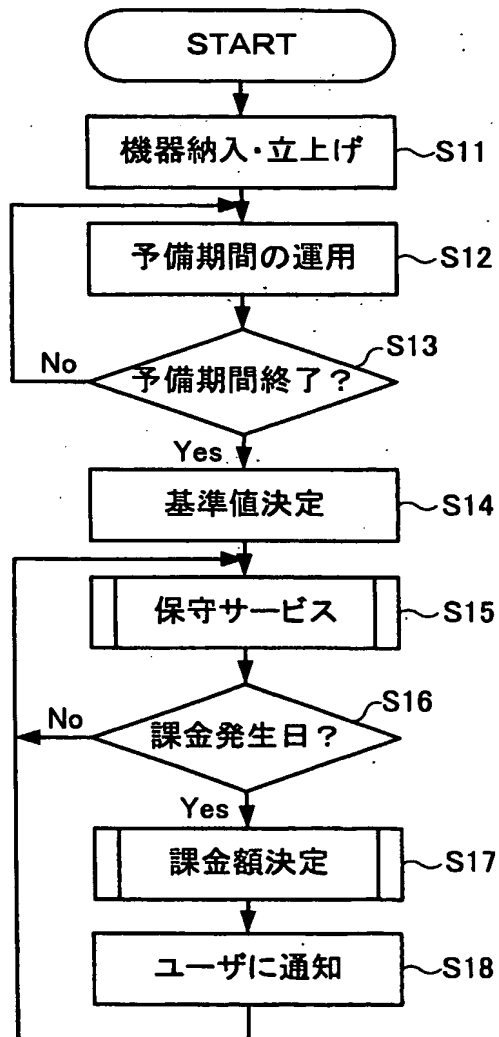 START
機器納入・立上げ
S11
予備期間の運用
S12
S13
No
予備期間終了?
Yes
基準値決定
S14
保守サービス
S15
S16
No
課金発生日?
Yes
課金額決定
S17
ユーザに通知
S18